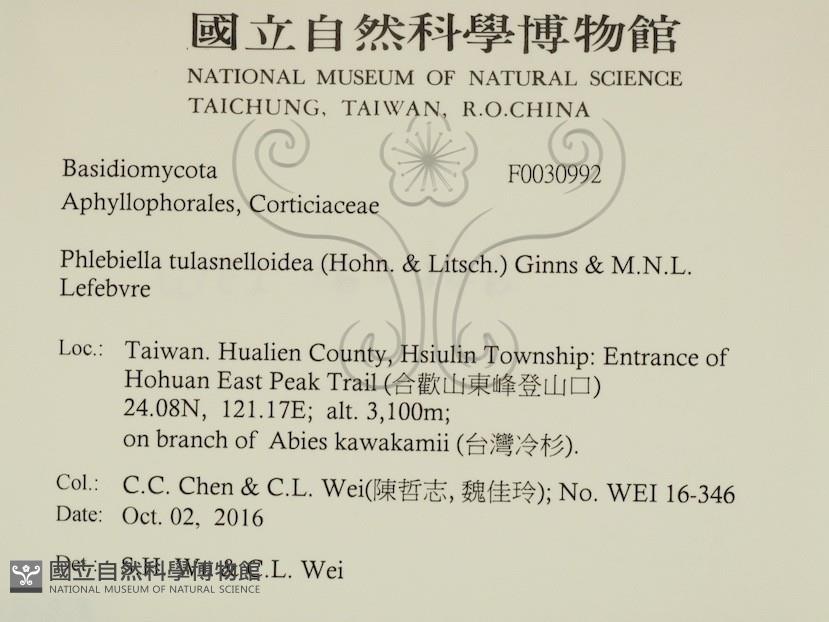 國立自然科學博物館
NATIONAL MUSEUM OF NATURAL SCIENCE
TAICHUNG, TAIWAN, R.O.CHINA
Basidiomycota F0030992
Aphyllophorales, Corticiaceae
Phlebiella tulasnelloidea (Hohn. & Litsch.) Ginns & M.N.L.
Lefebvre
Loc.: Taiwan. Hualien County, Hsiulin Township: Entrance of
Hohuan East Peak Trail (合歡山東峰登山口)
24.08N, 121.17E; alt. 3,100m;
on branch of Abies kawakamii (台灣冷杉).
Col.: C.C. Chen & C.L. Wei(陳哲志, 魏佳玲); No. WEI 16-346
Date: Oct. 02, 2016
Det.: S.H. Wu & C.L. Wei
國立自然科學博物館
NATIONAL MUSEUM OF NATURAL SCIENCE